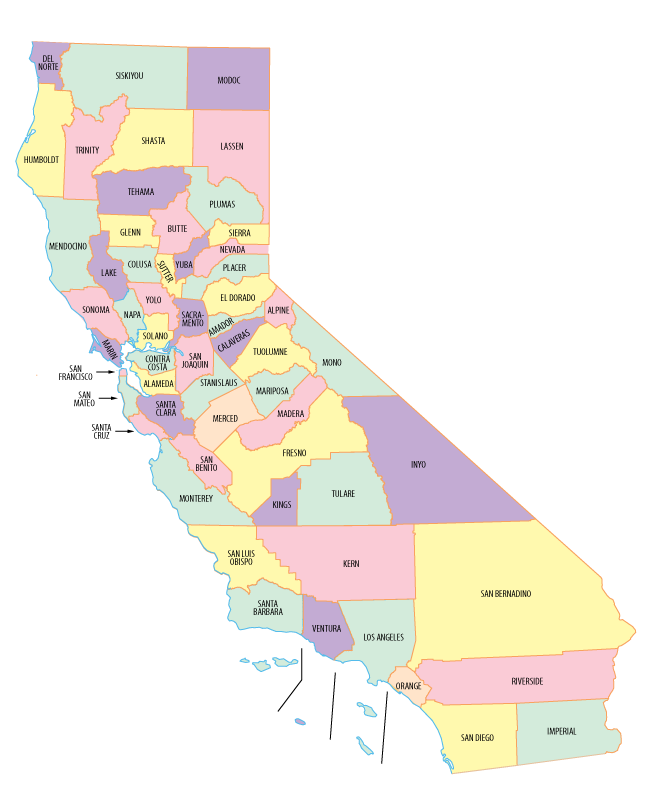 DEL
NORTE
SISKIYOU
MODOC
HUMBOLDT
TRINITY
SHASTA
LASSEN
TEHAMA
PLUMAS
MENDOCINO
GLENN
BUTTE
SIERRA
NEVADA
LAKE
COLUSA
SUTTER
YUBA
PLACER
SONOMA
NAPA
YOLO
EL DORADO
SACRA-
MENTO
AMADOR
ALPINE
MARIN
SOLANO
CALAVERAS
TUOLUMNE
MONO
CONTRA
COSTA
SAN
JOAQUIN
SAN
FRANCISCO
ALAMEDA
STANISLAUS
MARIPOSA
SAN
MATEO
SANTA
CLARA
MERCED
MADERA
SANTA
CRUZ
SAN
BENITO
FRESNO
INYO
MONTEREY
KINGS
TULARE
SAN LUIS
OBISPO
KERN
SAN BERNADINO
SANTA
BARBARA
VENTURA
LOS ANGELES
ORANGE
RIVERSIDE
SAN DIEGO
IMPERIAL